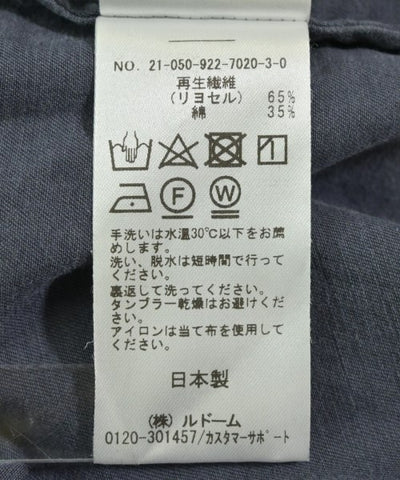 NO. 21-050-922-7020-3-0
再生繊維
(リヨセル) 65%
綿 35%
F W
手洗いは水温30℃以下をお薦
めします。
洗い、脱水は短時間で行って
ください。
裏返して洗ってください。
タンブラー乾燥はお避けくだ
さい。
アイロンは当て布を使用して
ください。
日本製
(株) ルドーム
0120-301457/カスタマーサポート